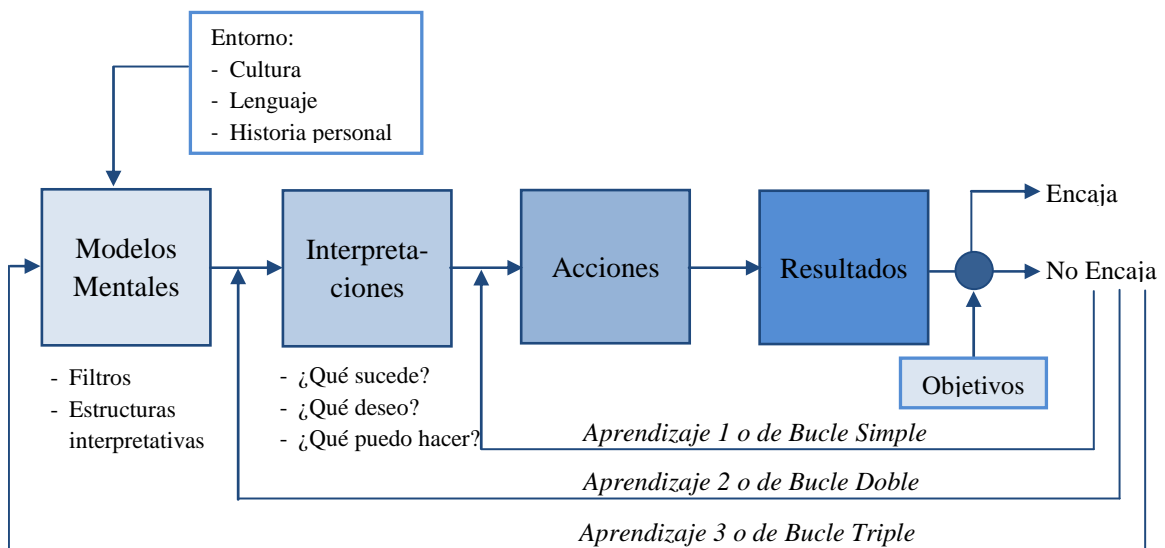 Entorno:
- Cultura
- Lenguaje
- Historia personal
Modelos
Mentales
Interpreta-
ciones
Acciones
Resultados
Encaja
No Encaja
Objetivos
- Filtros
- Estructuras
interpretativas
- ¿Qué sucede?
- ¿Qué deseo?
- ¿Qué puedo hacer?
Aprendizaje 1 o de Bucle Simple
Aprendizaje 2 o de Bucle Doble
Aprendizaje 3 o de Bucle Triple